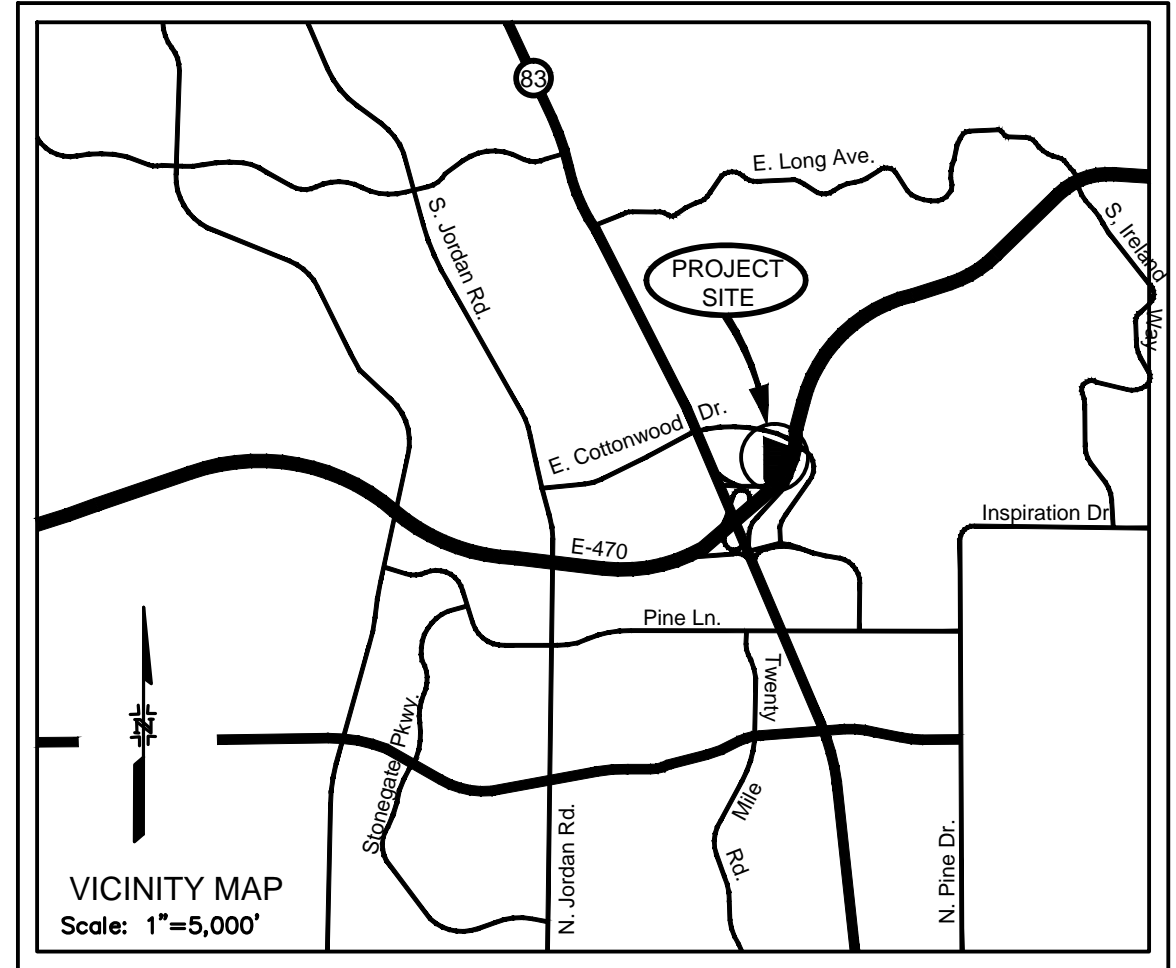 83
E. Long Ave.
S. Jordan Rd.
S, Ireland
Way
PROJECT
SITE
E. Cottonwood Dr.
Inspiration Dr
E-470
Pine Ln.
Twenty
Mile
Rd.
Stonegate Pkwy.
N. Jordan Rd.
N. Pine Dr.
N
VICINITY MAP
Scale: 1"=5,000'